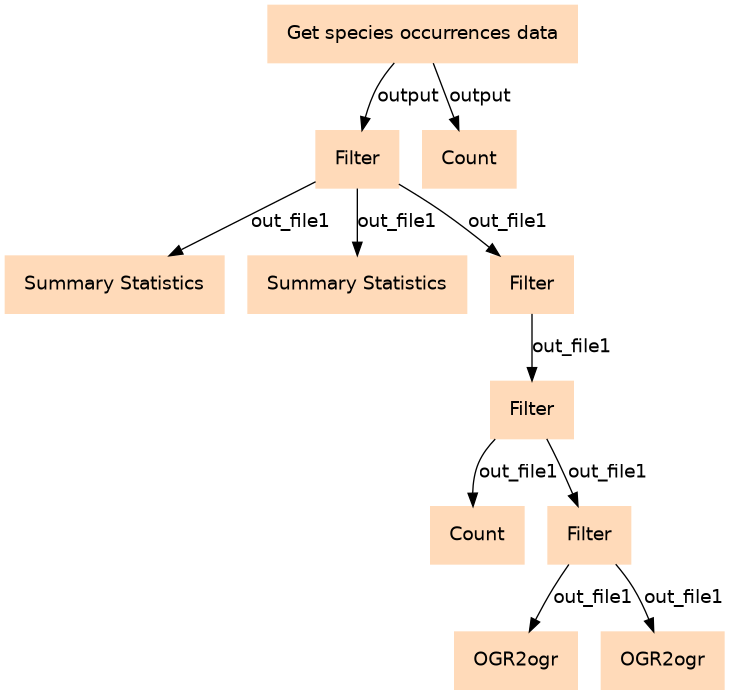 Get species occurrences data
output
output
Filter
Count
out_file1
out_file1
out_file1
Summary Statistics
Summary Statistics
Filter
out_file1
Filter
out_file1
out_file1
Count
Filter
out_file1
out_file1
OGR2ogr
OGR2ogr